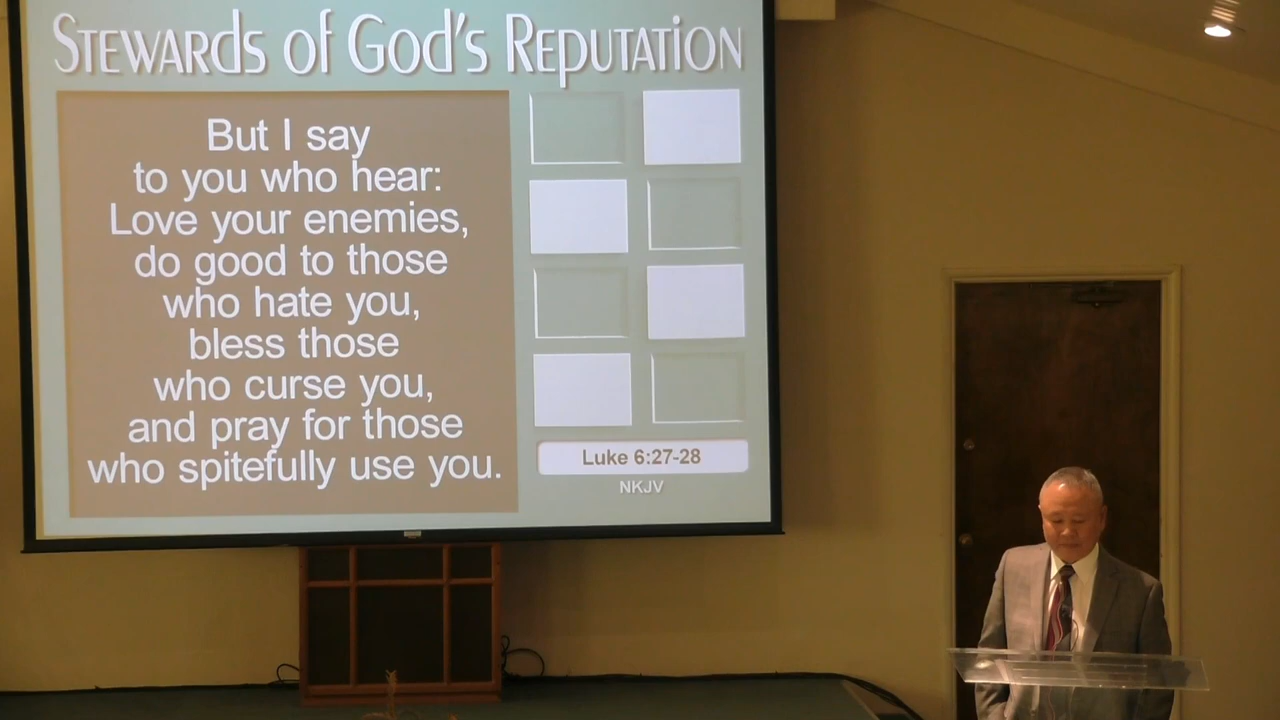 Stewards of God's Reputation
But I say
to you who hear:
Love your enemies,
do good to those
who hate you,
bless those
who curse you,
and pray for those
who spitefully use you.
Luke 6:27-28
NKJV